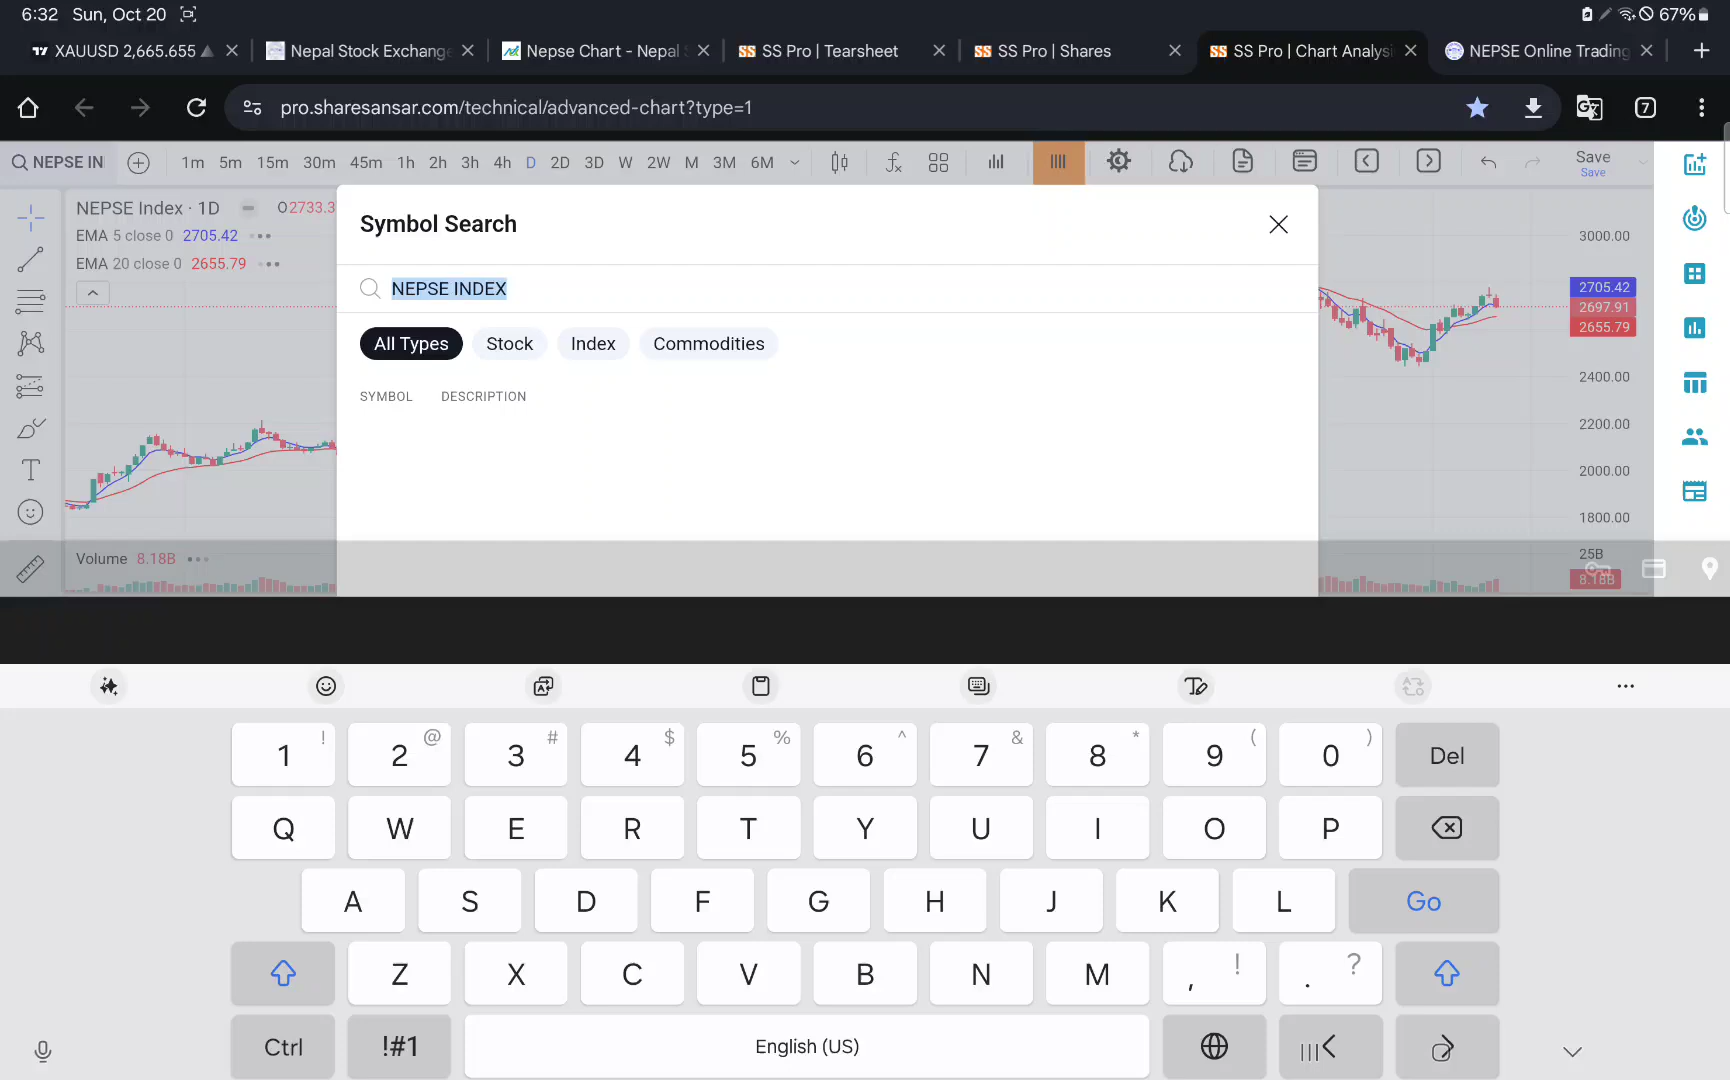 6:32 Sun, Oct 20
67%
XAUUSD 2,665.655
Nepal Stock Exchange
Nepse Chart - Nepal S
SS Pro | Tearsheet
SS Pro | Shares
SS Pro | Chart Analysi
NEPSE Online Trading
pro.sharesansar.com/technical/advanced-chart?type=1
7
NEPSE IN
1m 5m 15m 30m 45m 1h 2h 3h 4h D 2D 3D W 2W M 3M 6M
Save
Save
NEPSE Index · 1D O2733.3
EMA 5 close 0 2705.42
EMA 20 close 0 2655.79
Symbol Search
NEPSE INDEX
All Types Stock Index Commodities
SYMBOL DESCRIPTION
3000.00
2705.42
2697.91
2655.79
2400.00
2200.00
2000.00
1800.00
Volume 8.18B
25B
8.18B
1 ! 2 @ 3 # 4 $ 5 % 6 ^ 7 & 8 * 9 ( 0 ) Del
Q W E R T Y U I O P
A S D F G H J K L Go
Z X C V B N M , ! . ?
Ctrl !#1 English (US)